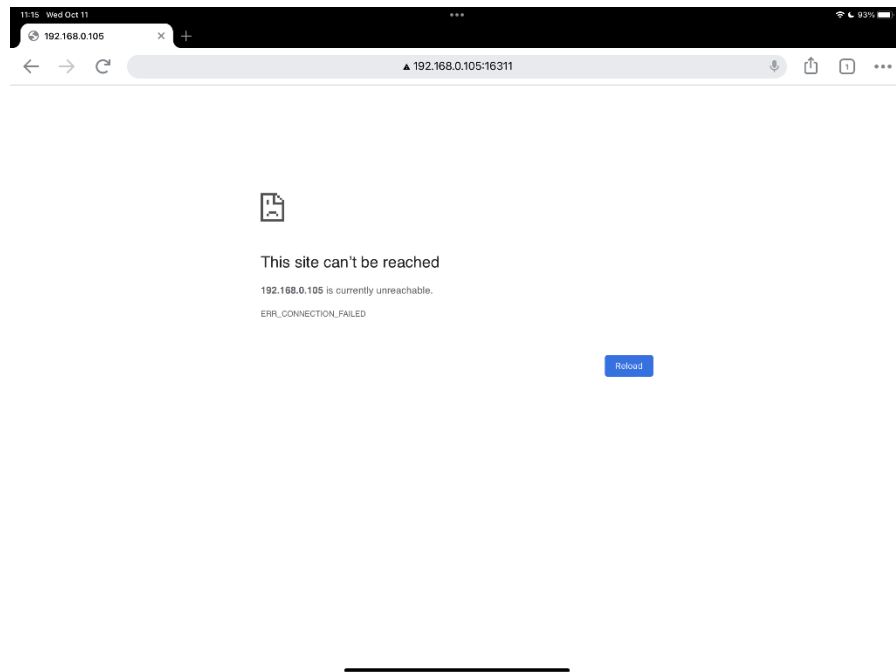 11:15 Wed Oct 11
93%
192.168.0.105
192.168.0.105:16311
1
This site can't be reached
192.168.0.105 is currently unreachable.
ERR_CONNECTION_FAILED
Reload